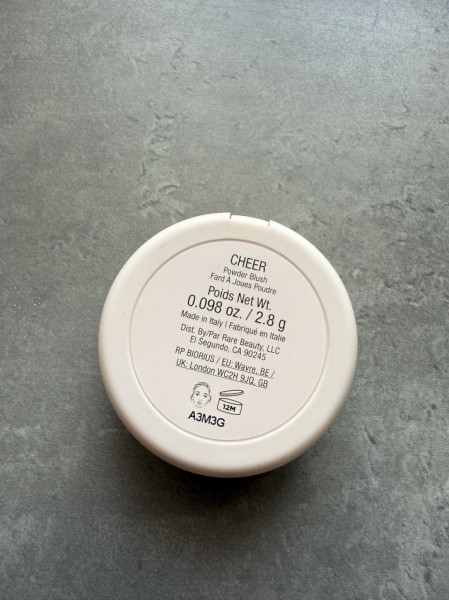 CHEER
Powder Blush
Fard À Joues Poudre
Poids Net Wt.
0.098 oz. / 2.8 g
Made in Italy | Fabriqué en Italie
Dist. By/Par Rare Beauty, LLC
El Segundo, CA 90245
RP BIORIUS / EU: Wavre, BE /
UK: London WC2H 9JQ, GB
12M
A3M3G